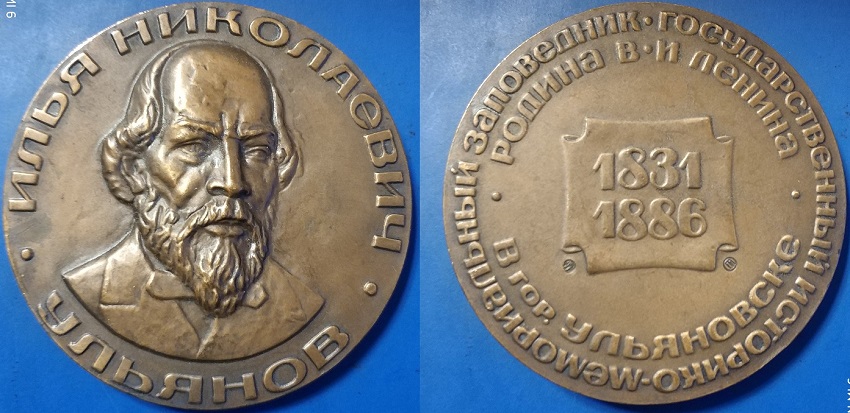 • ИЛЬЯ НИКОЛАЕВИЧ •
УЛЬЯНОВ
ГОСУДАРСТВЕННЫЙ ИСТОРИКО-МЕМОРИАЛЬНЫЙ ЗАПОВЕДНИК •
• РОДИНА В•И ЛЕНИНА •
1831
1886
• В ГОР. УЛЬЯНОВСКЕ •